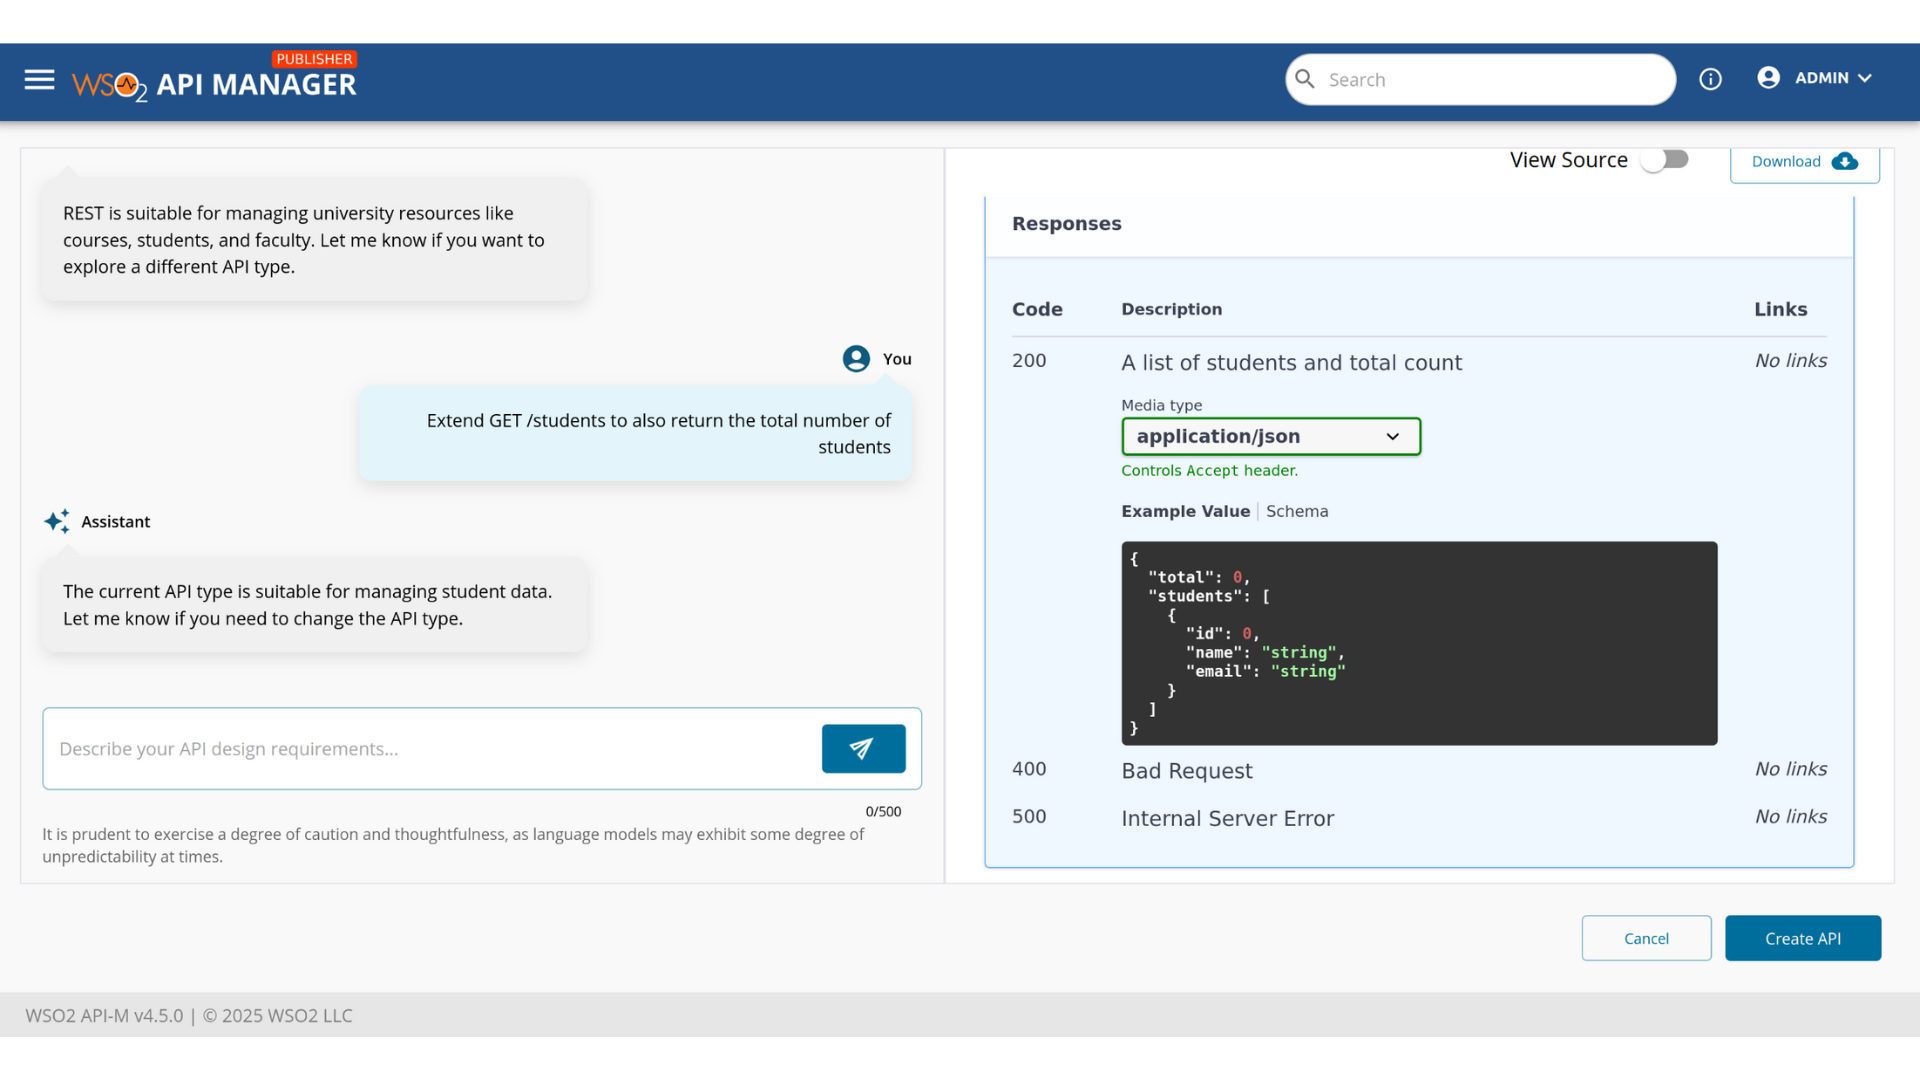 PUBLISHER
WSO2 API MANAGER
Search
ADMIN
REST is suitable for managing university resources like
courses, students, and faculty. Let me know if you want to
explore a different API type.
You
Extend GET /students to also return the total number of
students
Assistant
The current API type is suitable for managing student data.
Let me know if you need to change the API type.
Describe your API design requirements...
0/500
It is prudent to exercise a degree of caution and thoughtfulness, as language models may exhibit some degree of
unpredictability at times.
View Source
Download
Responses
Code Description Links
200 A list of students and total count No links
Media type
application/json
Controls Accept header.
Example Value | Schema
{
  "total": 0,
  "students": [
    {
      "id": 0,
      "name": "string",
      "email": "string"
    }
  ]
}
400 Bad Request No links
500 Internal Server Error No links
Cancel
Create API
WSO2 API-M v4.5.0 | © 2025 WSO2 LLC